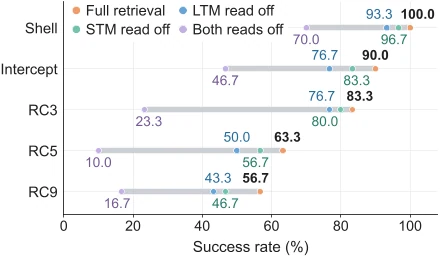 Full retrieval LTM read off
STM read off Both reads off
Shell 70.0 93.3 96.7 100.0
Intercept 46.7 76.7 83.3 90.0
RC3 23.3 76.7 80.0 83.3
RC5 10.0 50.0 56.7 63.3
RC9 16.7 43.3 46.7 56.7
0 20 40 60 80 100
Success rate (%)